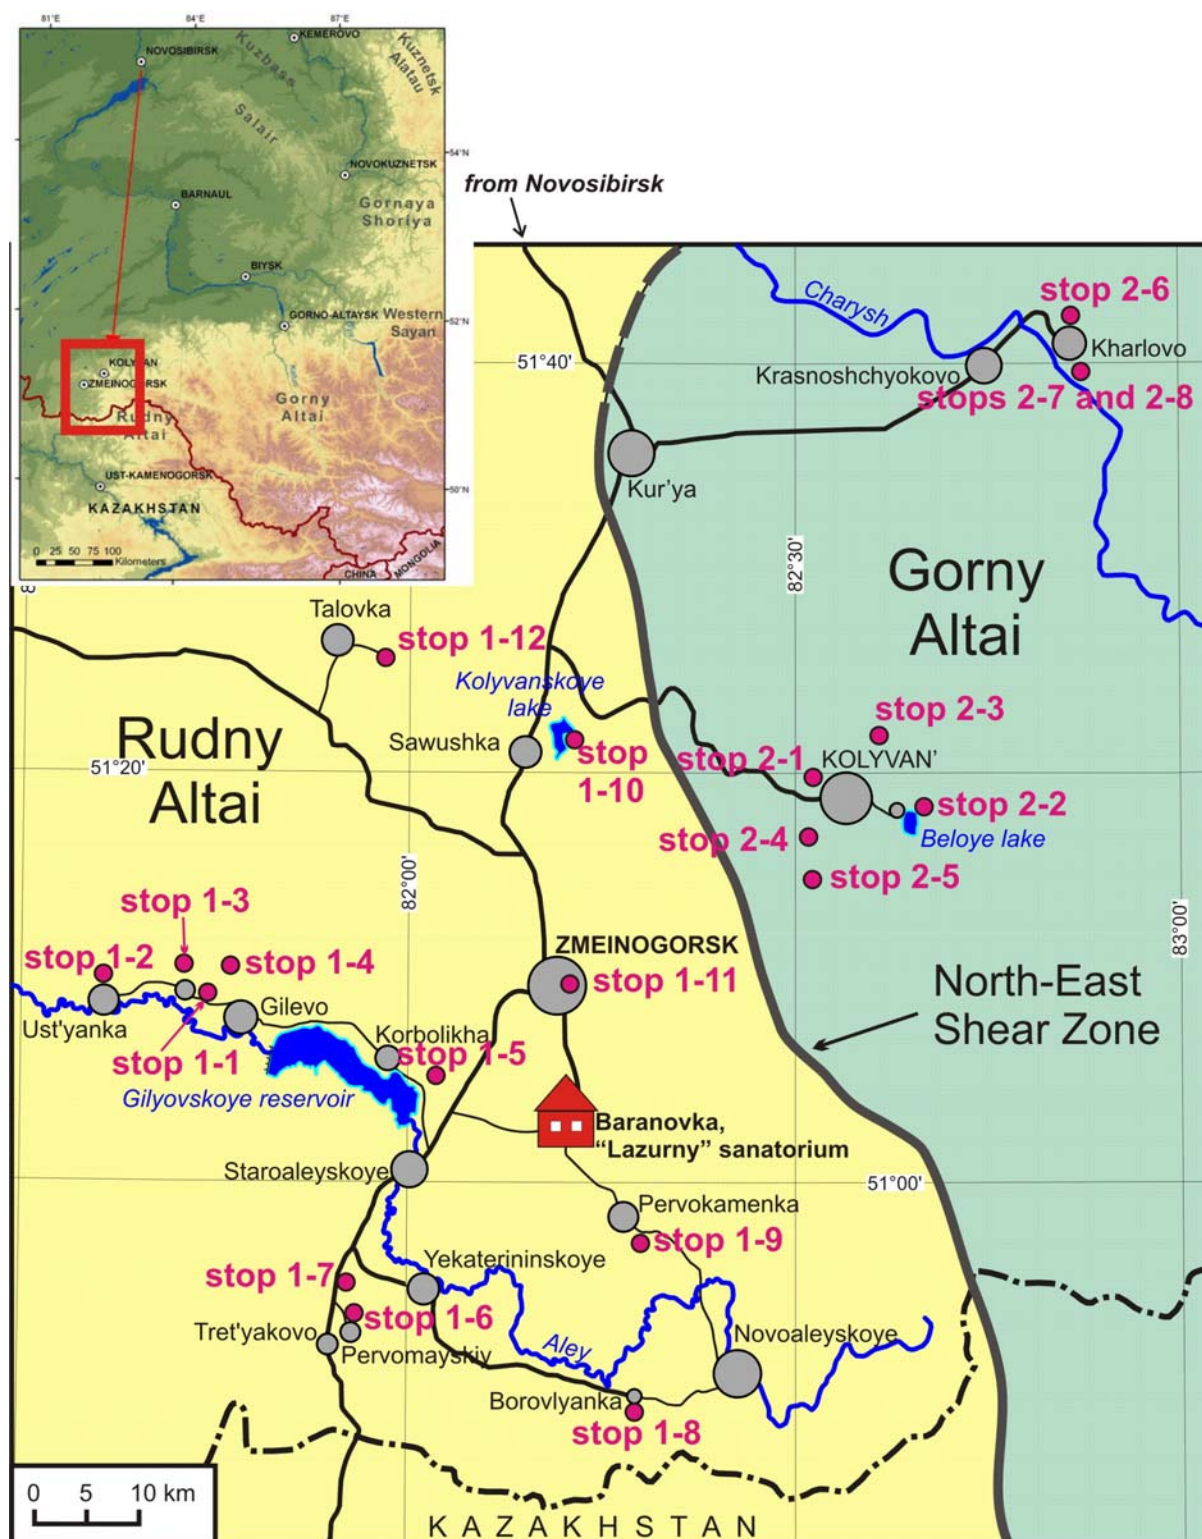 81°E
84°E
87°E
NOVOSIBIRSK
KEMEROVO
Kuzbass
Kuznetsk
Alatau
Salair
54°N
NOVOKUZNETSK
BARNAUL
Gornaya
Shoriya
BIYSK
GORNO-ALTAYSK
Western
Sayan
52°N
KOLYVAN
ZMEINOGORSK
Rudny
Altai
Gorny
Altai
UST-KAMENOGORSK
50°N
KAZAKHSTAN
0 25 50 75 100
Kilometers
CHINA
MONGOLIA
from Novosibirsk
Charysh
stop 2-6
51°40'
Kharlovo
Krasnoshchyokovo
stops 2-7 and 2-8
Kur'ya
82°30'
Gorny
Altai
Talovka
stop 1-12
Kolyvanskoye
lake
Rudny
Altai
Sawushka
stop
1-10
51°20'
stop 2-3
stop 2-1
KOLYVAN'
stop 2-2
stop 2-4
Beloye lake
stop 2-5
82°00'
83°00'
stop 1-3
stop 1-2
stop 1-4
ZMEINOGORSK
stop 1-11
North-East
Shear Zone
Ust'yanka
Gilevo
Korbolikha
stop 1-1
stop 1-5
Gilyovskoye reservoir
Baranovka,
“Lazurny” sanatorium
Staroaleyskoye
51°00'
Pervokamenka
stop 1-9
Yekaterininskoye
stop 1-7
stop 1-6
Tret'yakovo
Pervomayskiy
Aley
Novoaleyskoye
Borovlyanka
stop 1-8
0 5 10 km
KAZAKHSTAN